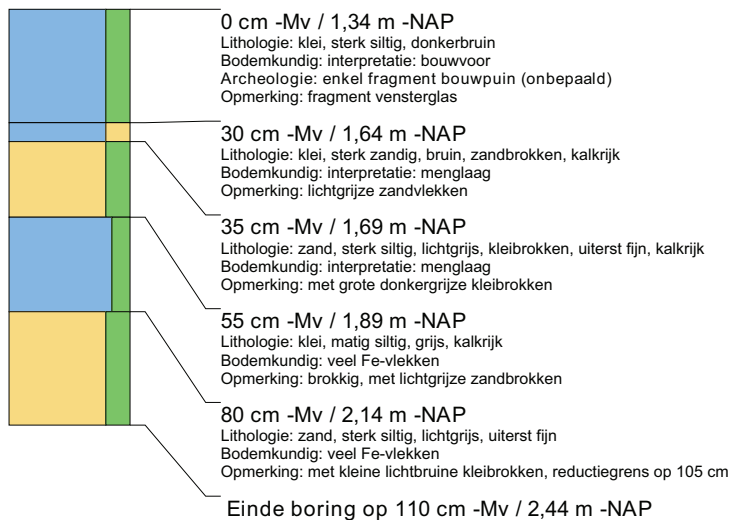 0 cm -Mv / 1,34 m -NAP
Lithologie: klei, sterk siltig, donkerbruin
Bodemkundig: interpretatie: bouwvoor
Archeologie: enkel fragment bouwpuin (onbepaald)
Opmerking: fragment vensterglas
30 cm -Mv / 1,64 m -NAP
Lithologie: klei, sterk zandig, bruin, zandbrokken, kalkrijk
Bodemkundig: interpretatie: menglaag
Opmerking: lichtgrijze zandvlekken
35 cm -Mv / 1,69 m -NAP
Lithologie: zand, sterk siltig, lichtgrijs, kleibrokken, uiterst fijn, kalkrijk
Bodemkundig: interpretatie: menglaag
Opmerking: met grote donkergrijze kleibrokken
55 cm -Mv / 1,89 m -NAP
Lithologie: klei, matig siltig, grijs, kalkrijk
Bodemkundig: veel Fe-vlekken
Opmerking: brokkig, met lichtgrijze zandbrokken
80 cm -Mv / 2,14 m -NAP
Lithologie: zand, sterk siltig, lichtgrijs, uiterst fijn
Bodemkundig: veel Fe-vlekken
Opmerking: met kleine lichtbruine kleibrokken, reductiegrens op 105 cm
Einde boring op 110 cm -Mv / 2,44 m -NAP